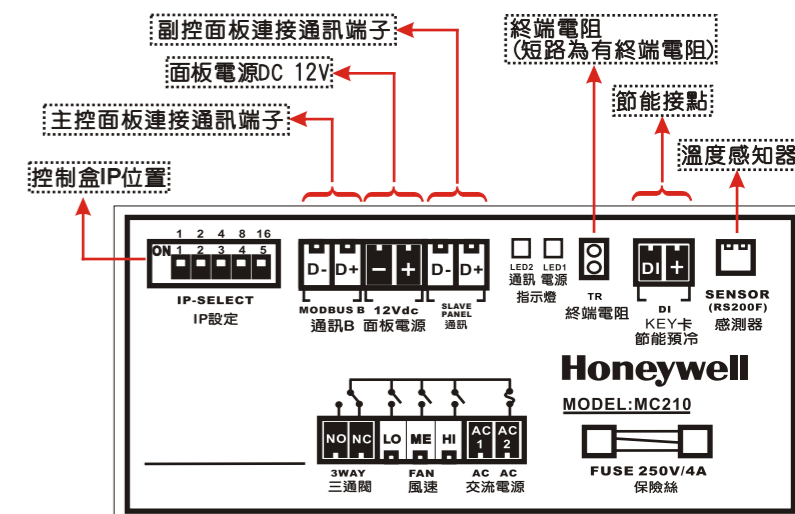 副控面板連接通訊端子
面板電源DC 12V
主控面板連接通訊端子
控制盒IP位置
終端電阻
(短路為有終端電阻)
節能接點
溫度感知器
1 2 4 8 16
ON
1 2 3 4 5
IP-SELECT
IP設定
D- D+ − + D- D+
MODBUS B
通訊B
12Vdc
面板電源
SLAVE
PANEL
通訊
LED2 LED1
通訊 電源
指示燈
TR
終端電阻
DI +
DI
KEY卡
節能預冷
SENSOR
(RS200F)
感測器
Honeywell
MODEL:MC210
FUSE 250V/4A
保險絲
NO NC LO ME HI AC 1 AC 2
3WAY
三通閥
FAN
風速
AC AC
交流電源